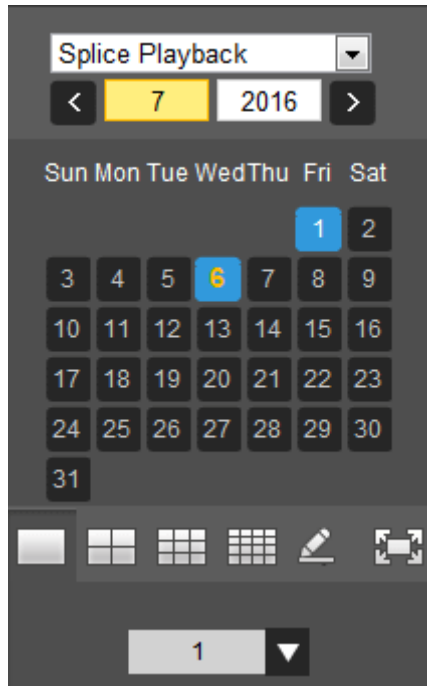 Splice Playback
< 7 2016 >
Sun Mon Tue Wed Thu Fri Sat
1 2
3 4 5 6 7 8 9
10 11 12 13 14 15 16
17 18 19 20 21 22 23
24 25 26 27 28 29 30
31
1